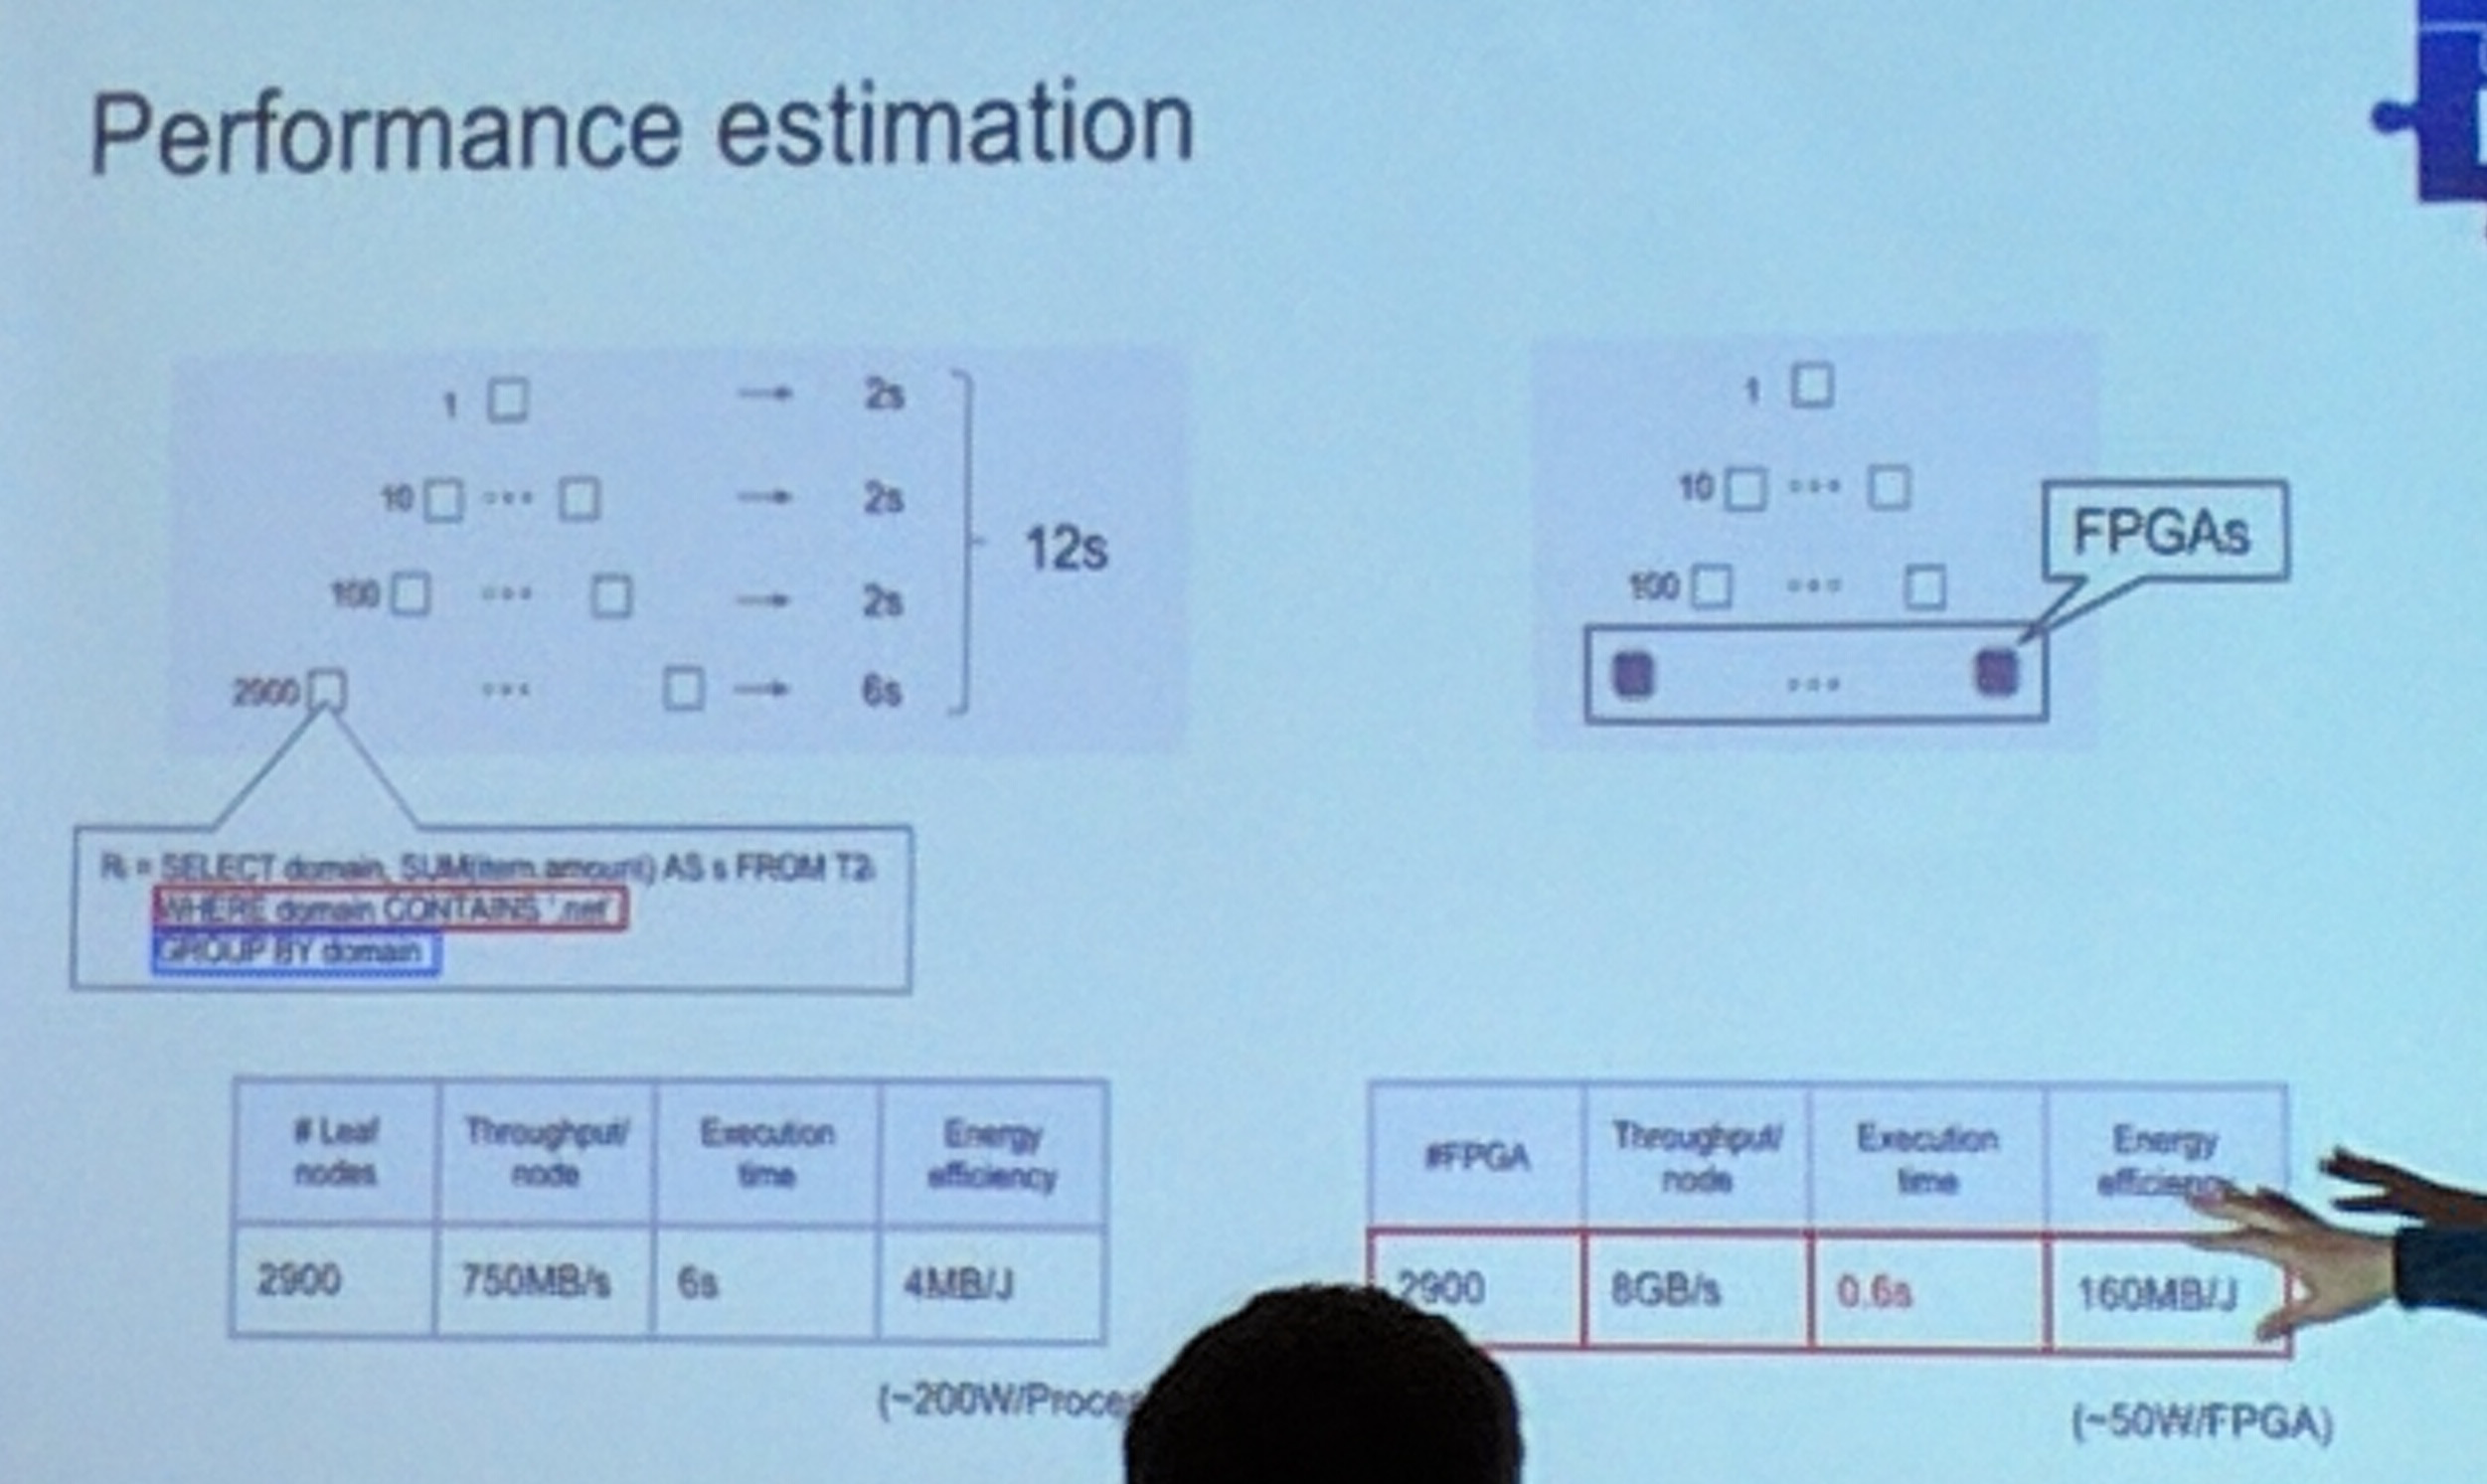 Performance estimation
1 → 2s
10 ... → 2s
100 ... → 2s
2900 ... → 6s
12s
1
10 ...
100 ...
...
FPGAs
Rᵢ = SELECT domain, SUM(item.amount) AS s FROM T2ᵢ
WHERE domain CONTAINS '.net'
GROUP BY domain
# Leaf nodes Throughput/ node Execution time Energy efficiency
2900 750MB/s 6s 4MB/J
(~200W/Proce
#FPGA Throughput/ node Execution time Energy efficiency
2900 8GB/s 0.6s 160MB/J
(~50W/FPGA)